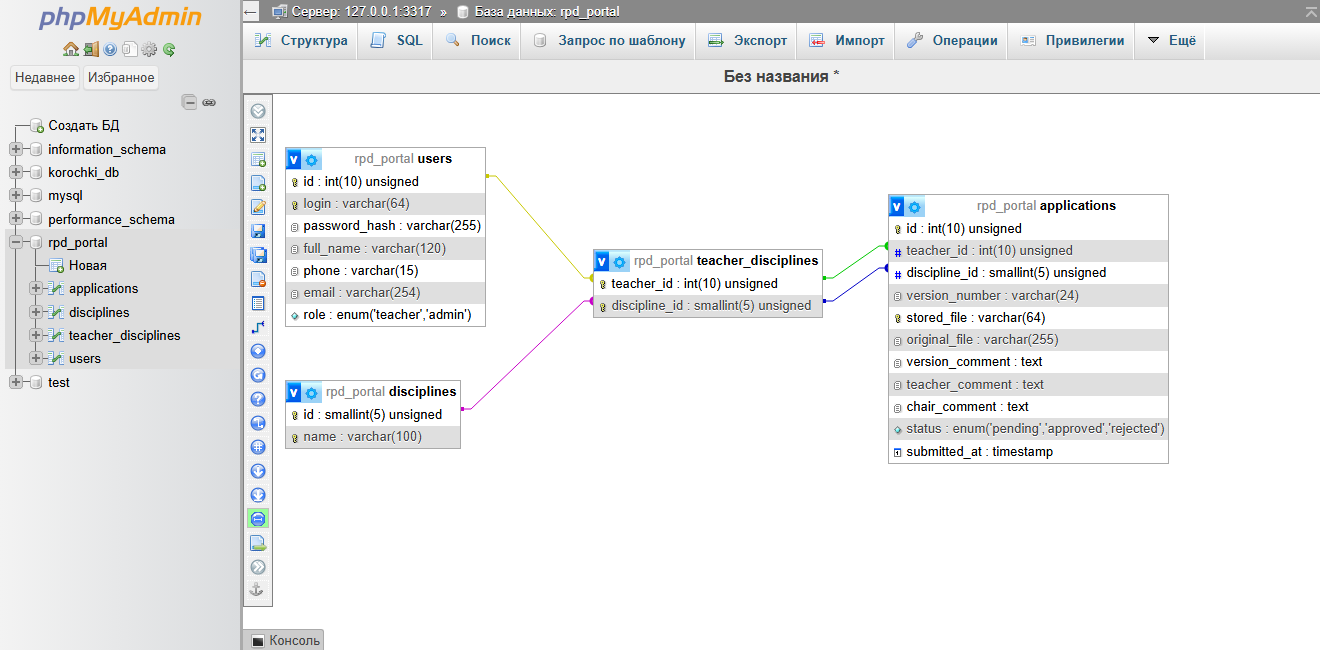 phpMyAdmin
Недавнее Избранное
Создать БД
information_schema
korochki_db
mysql
performance_schema
rpd_portal
Новая
applications
disciplines
teacher_disciplines
users
test
Сервер: 127.0.0.1:3317 » База данных: rpd_portal
Структура SQL Поиск Запрос по шаблону Экспорт Импорт Операции Привилегии Ещё
Без названия *
rpd_portal users
id : int(10) unsigned
login : varchar(64)
password_hash : varchar(255)
full_name : varchar(120)
phone : varchar(15)
email : varchar(254)
role : enum('teacher','admin')
rpd_portal disciplines
id : smallint(5) unsigned
name : varchar(100)
rpd_portal teacher_disciplines
teacher_id : int(10) unsigned
discipline_id : smallint(5) unsigned
rpd_portal applications
id : int(10) unsigned
teacher_id : int(10) unsigned
discipline_id : smallint(5) unsigned
version_number : varchar(24)
stored_file : varchar(64)
original_file : varchar(255)
version_comment : text
teacher_comment : text
chair_comment : text
status : enum('pending','approved','rejected')
submitted_at : timestamp
Консоль